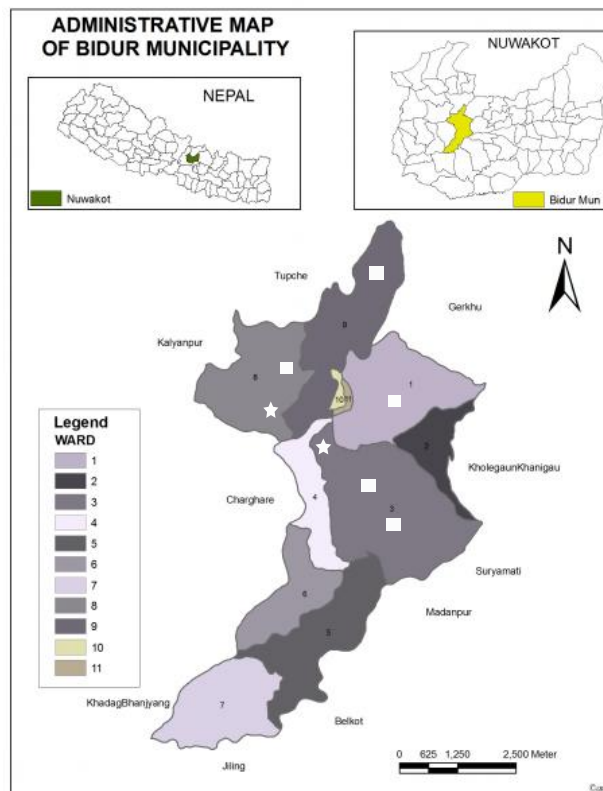 ADMINISTRATIVE MAP
OF BIDUR MUNICIPALITY
NEPAL
Nuwakot
NUWAKOT
Bidur Mun
N
Tupche
Gerkhu
Kalyanpur
9
8
10
11
1
2
KholegaunKhanigau
Charghare
4
3
Suryamati
Madanpur
6
5
KhadagBhanjyang
7
Belkot
Jiling
Legend
WARD
1
2
3
4
5
6
7
8
9
10
11
0 625 1,250 2,500 Meter